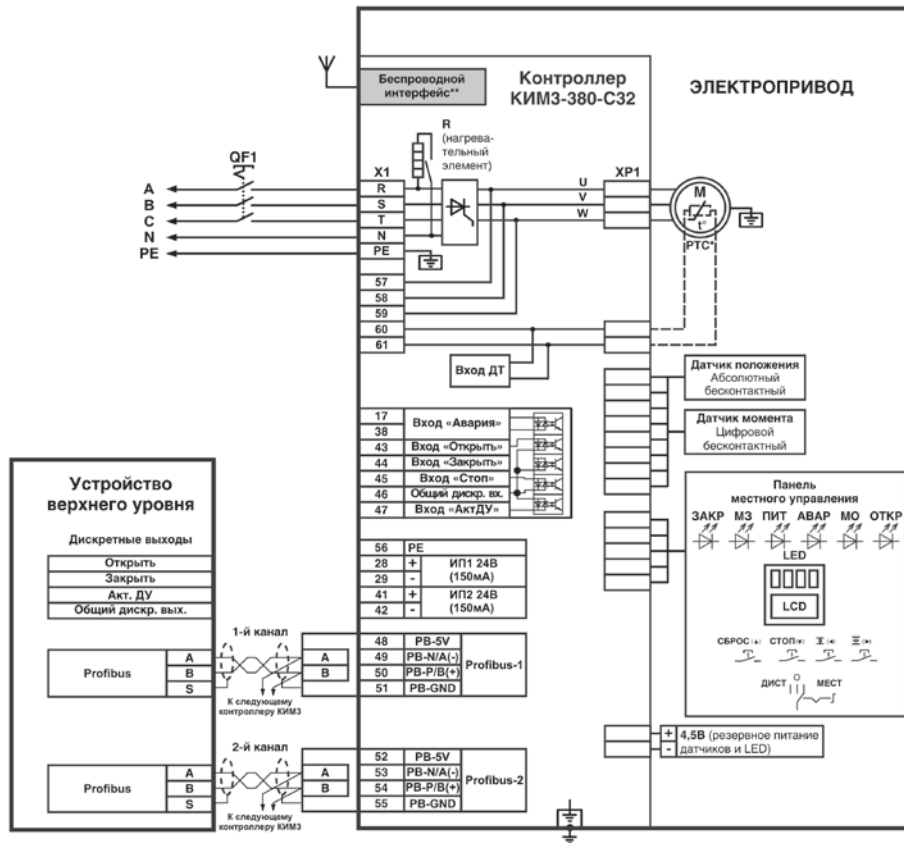 Беспроводной
интерфейс**
Контроллер
КИМ3-380-С32
ЭЛЕКТРОПРИВОД
R
(нагрева-
тельный
элемент)
QF1
X1
XP1
A
B
C
N
PE
R
S
T
N
PE
57
58
59
60
61
U
V
W
M
t°
РТС*
Вход ДТ
Датчик положения
Абсолютный
бесконтактный
Датчик момента
Цифровой
бесконтактный
17
38
Вход «Авария»
43 Вход «Открыть»
44 Вход «Закрыть»
45 Вход «Стоп»
46 Общий дискр. вх.
47 Вход «АктДУ»
Устройство
верхнего уровня
Дискретные выходы
Открыть
Закрыть
Акт. ДУ
Общий дискр. вых.
56 PE
28 +
29 -
ИП1 24В
(150мА)
41 +
42 -
ИП2 24В
(150мА)
Панель
местного управления
ЗАКР МЗ ПИТ АВАР МО ОТКР
LED
LCD
СБРОС (▲) СТОП(▼) (◄) (►)
ДИСТ О МЕСТ
1-й канал
Profibus
A
B
S
К следующему
контроллеру КИМ3
A
B
48 PB-5V
49 PB-N/A(-)
50 PB-P/B(+)
51 PB-GND
Profibus-1
+ 4,5В (резервное питание
- датчиков и LED)
2-й канал
Profibus
A
B
S
К следующему
контроллеру КИМ3
A
B
52 PB-5V
53 PB-N/A(-)
54 PB-P/B(+)
55 PB-GND
Profibus-2